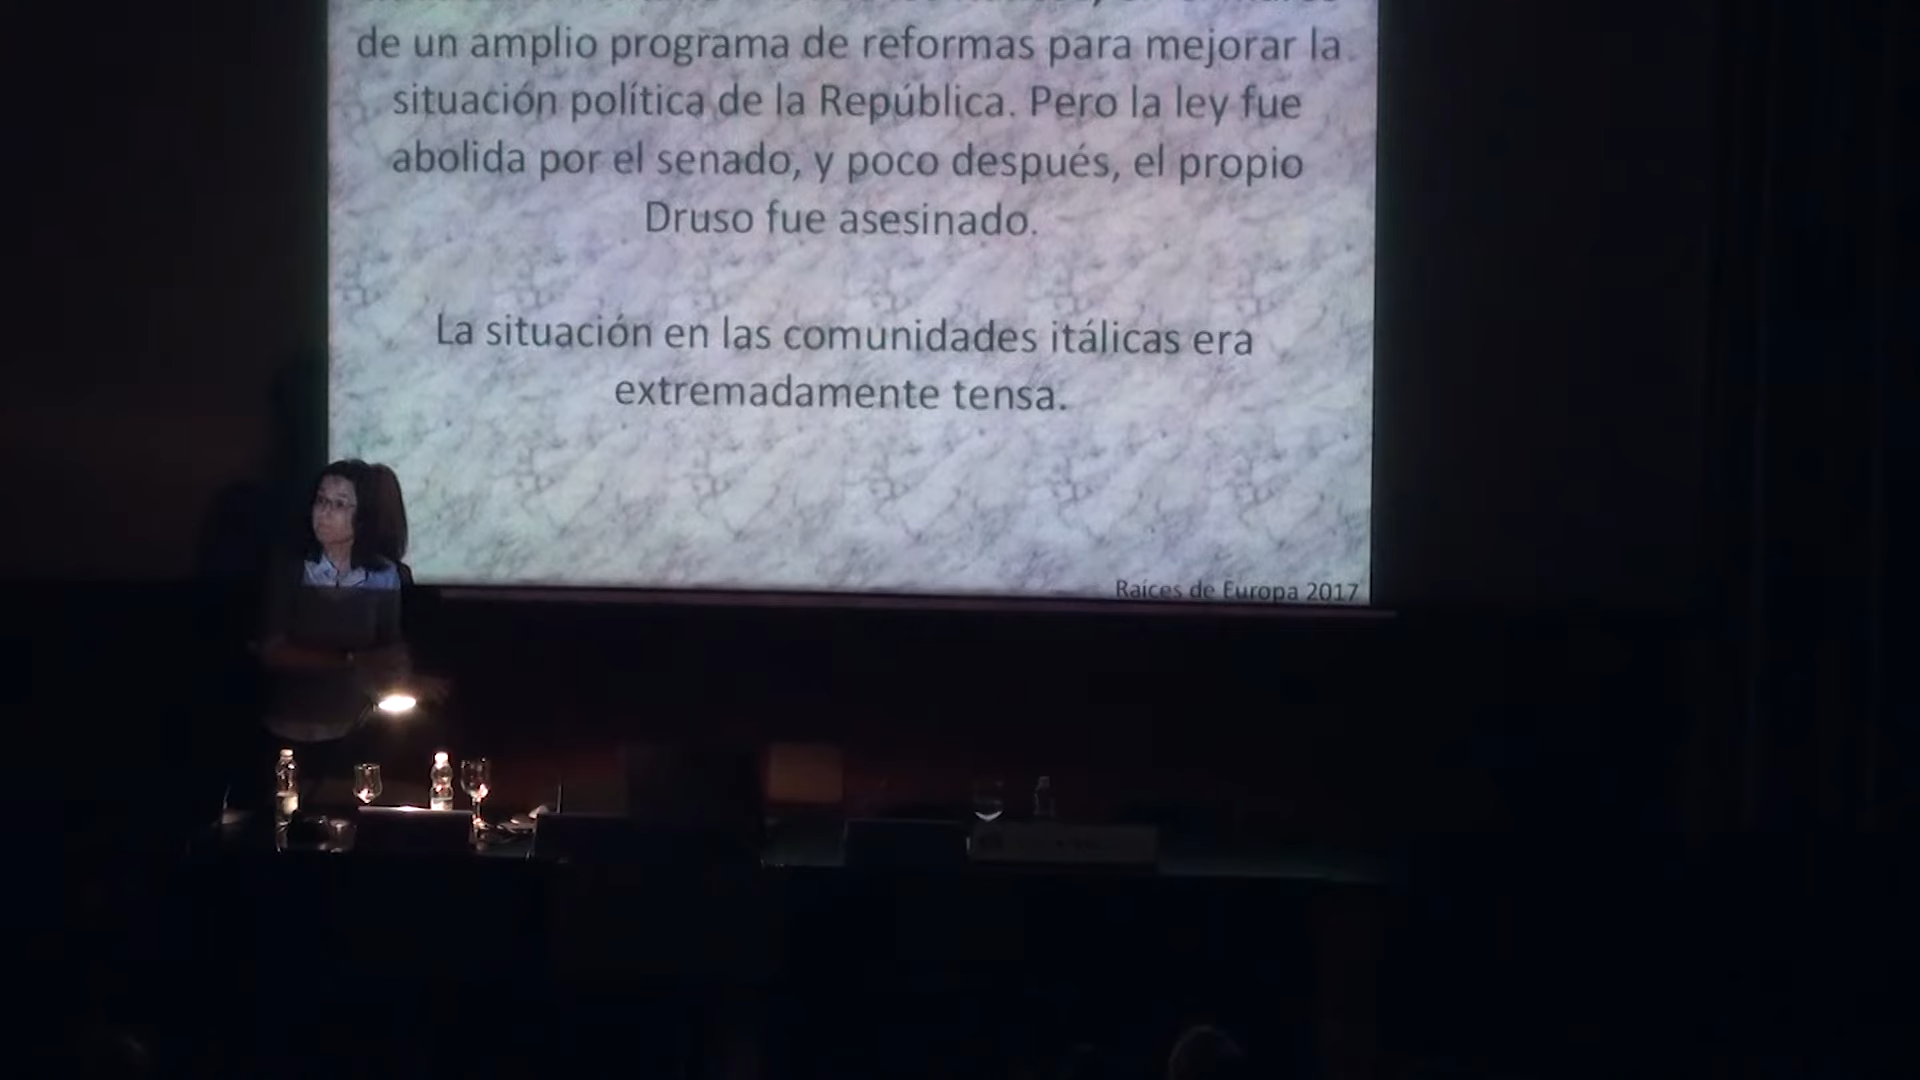 de un amplio programa de reformas para mejorar la
situación política de la República. Pero la ley fue
abolida por el senado, y poco después, el propio
Druso fue asesinado.
La situación en las comunidades itálicas era
extremadamente tensa.
Raíces de Europa 2017